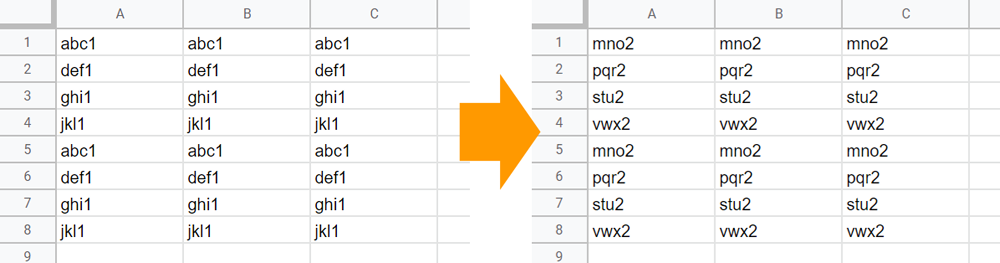 A B C
1 abc1 abc1 abc1
2 def1 def1 def1
3 ghi1 ghi1 ghi1
4 jkl1 jkl1 jkl1
5 abc1 abc1 abc1
6 def1 def1 def1
7 ghi1 ghi1 ghi1
8 jkl1 jkl1 jkl1
9
A B C
1 mno2 mno2 mno2
2 pqr2 pqr2 pqr2
3 stu2 stu2 stu2
4 vwx2 vwx2 vwx2
5 mno2 mno2 mno2
6 pqr2 pqr2 pqr2
7 stu2 stu2 stu2
8 vwx2 vwx2 vwx2
9